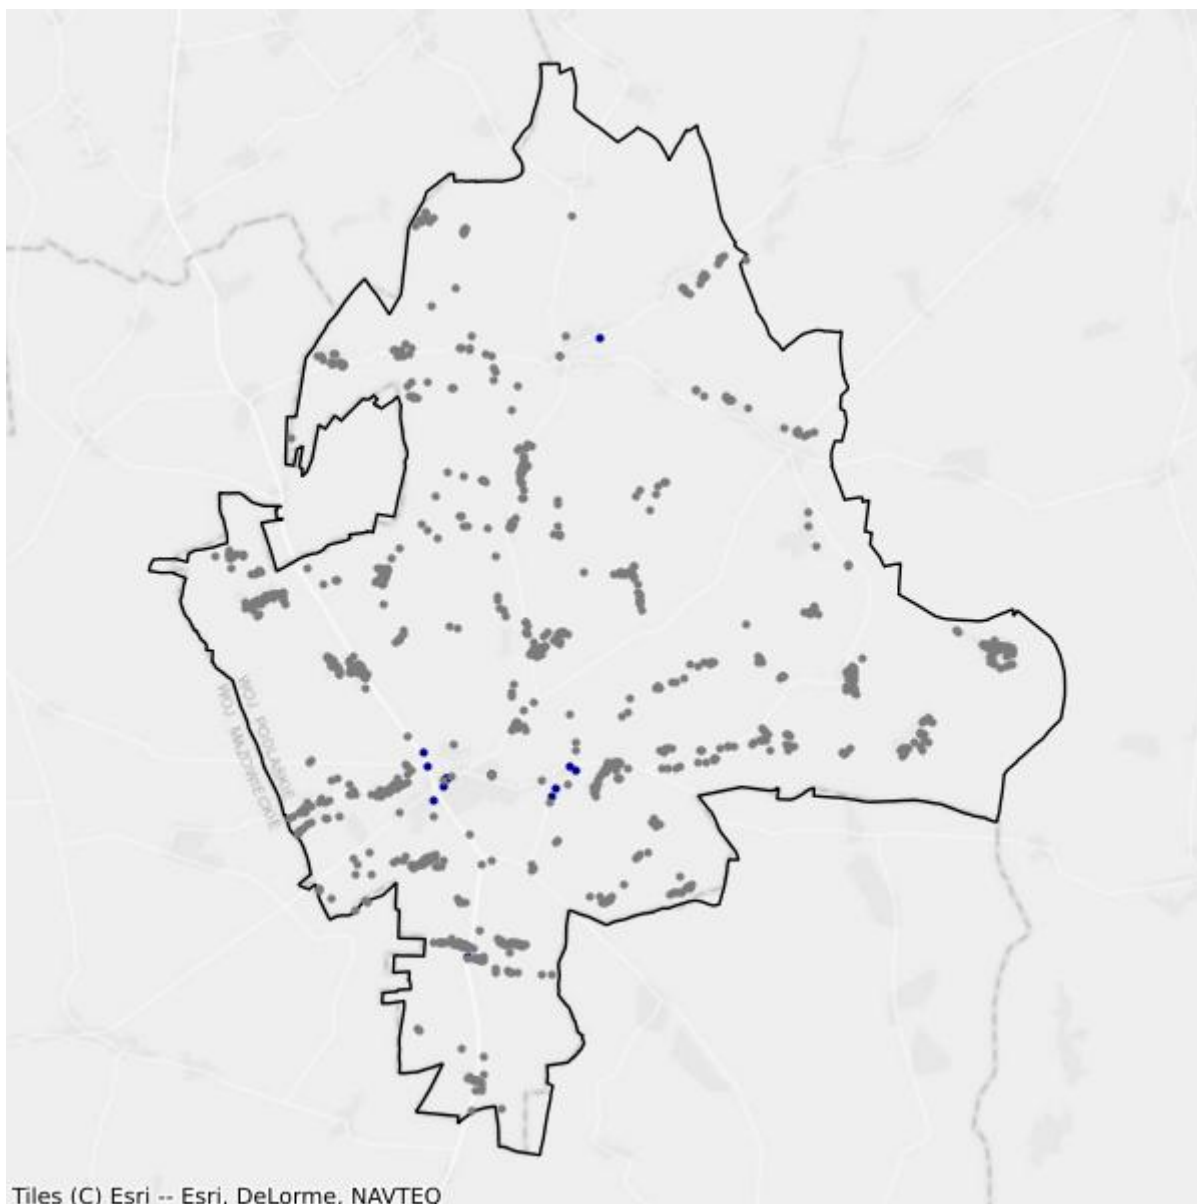 WOJ. PODLASKIE
WOJ. MAZOWIECKIE
Tiles (C) Esri -- Esri, DeLorme, NAVTEQ